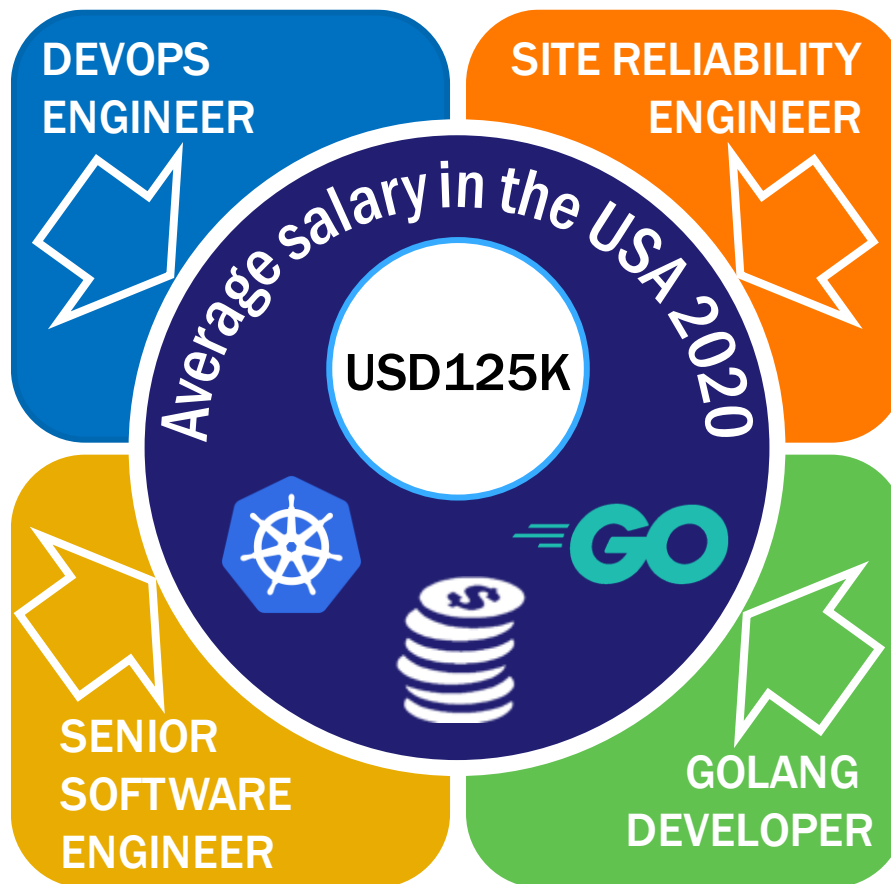 DEVOPS
ENGINEER
SITE RELIABILITY
ENGINEER
Average salary in the USA 2020
USD125K
GO
$
SENIOR
SOFTWARE
ENGINEER
GOLANG
DEVELOPER